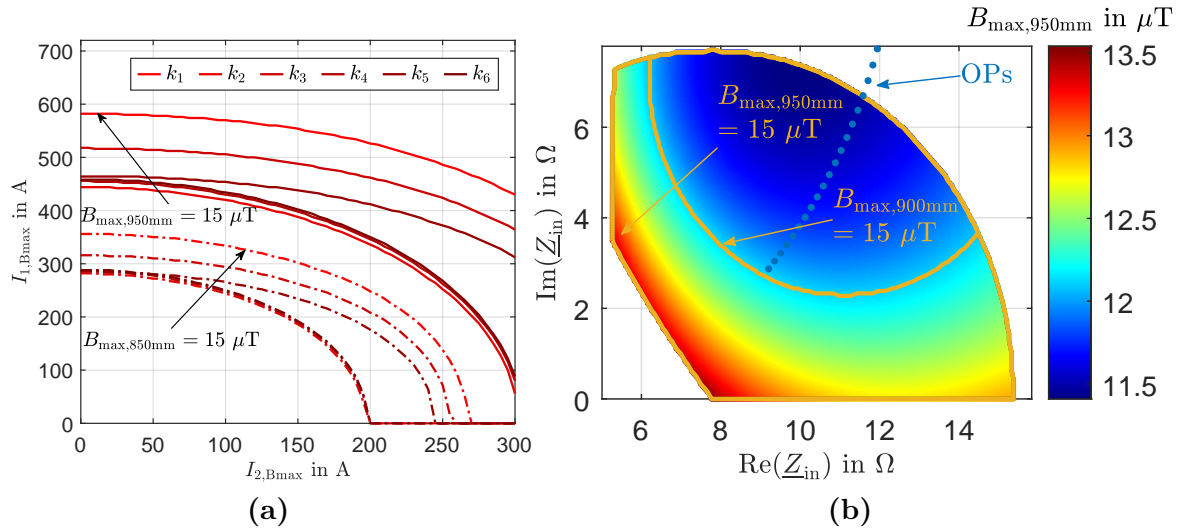 700
600
500
400
300
200
100
0
0 50 100 150 200 250 300
I₁,Bmax in A
I₂,Bmax in A
k₁ k₂ k₃ k₄ k₅ k₆
Bmax,950mm = 15 μT
Bmax,850mm = 15 μT
(a)
Bmax,950mm in μT
6
4
2
0
6 8 10 12 14
Im(Zin) in Ω
Re(Zin) in Ω
OPs
Bmax,950mm
= 15 μT
Bmax,900mm
= 15 μT
13.5
13
12.5
12
11.5
(b)